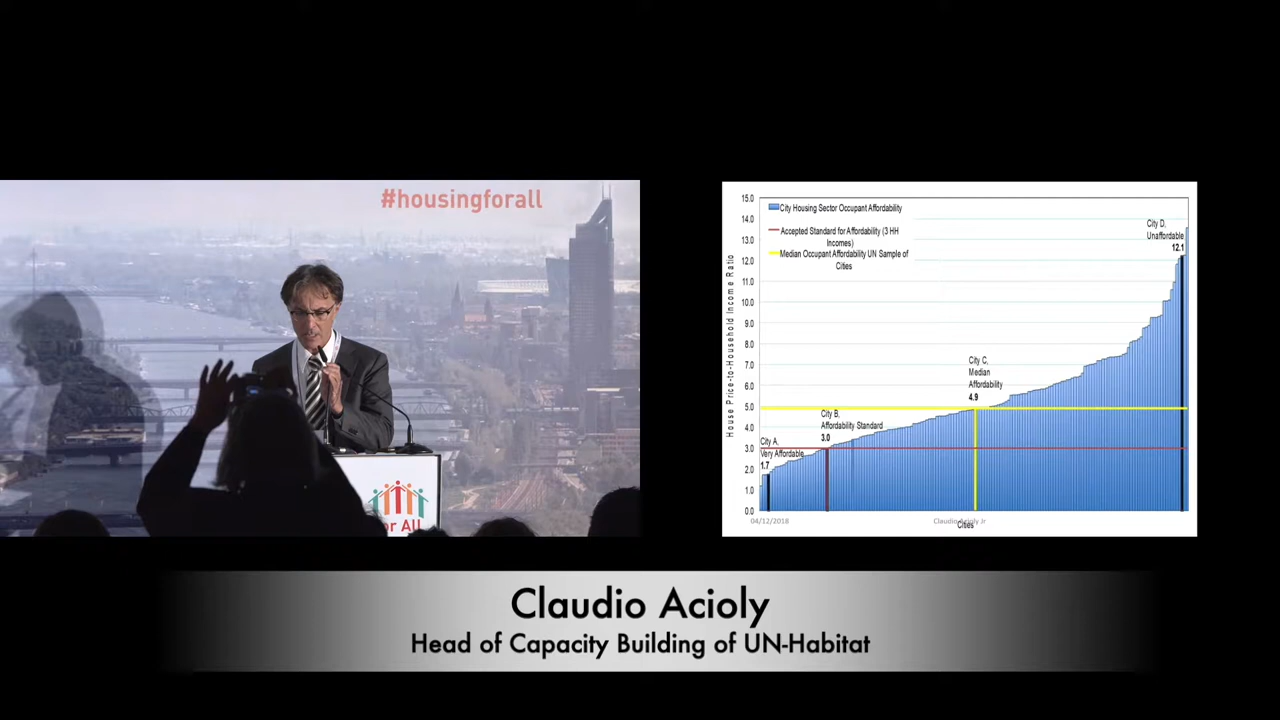 #housingforall
or All
15.0
14.0
13.0
12.0
11.0
10.0
9.0
8.0
7.0
6.0
5.0
4.0
3.0
2.0
1.0
0.0
House Price-to-Household Income Ratio
City Housing Sector Occupant Affordability
Accepted Standard for Affordability (3 HH
Incomes)
Median Occupant Affordability UN Sample of
Cities
City A,
Very Affordable
1.7
City B,
Affordability Standard
3.0
City C,
Median
Affordability
4.9
City D,
Unaffordable
12.1
04/12/2018
Claudio Acioly Jr
Cities
Claudio Acioly
Head of Capacity Building of UN-Habitat